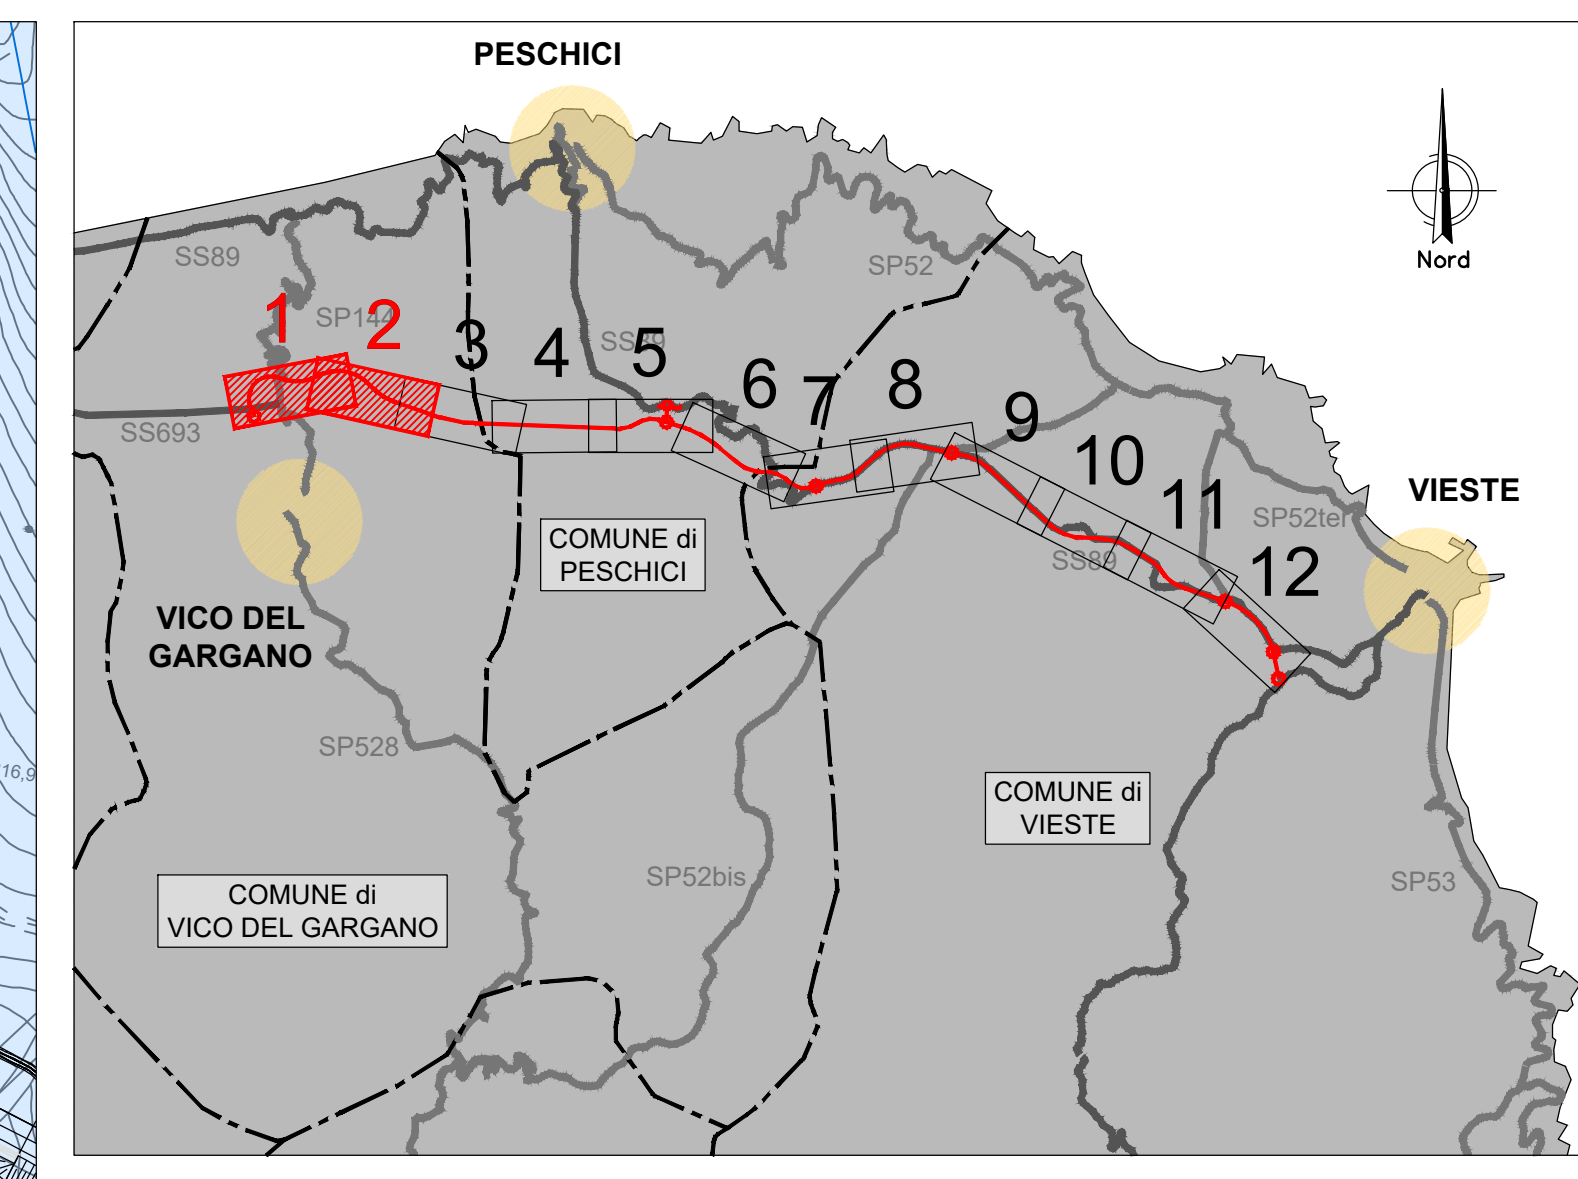 PESCHICI
Nord
SS89
SP52
SP144
1
2
3
4
SS89
5
6
7
8
9
10
11
12
SS693
SP52ter
VIESTE
SS89
COMUNE di
PESCHICI
VICO DEL
GARGANO
SP528
COMUNE di
VIESTE
16,9
SP52bis
SP53
COMUNE di
VICO DEL GARGANO